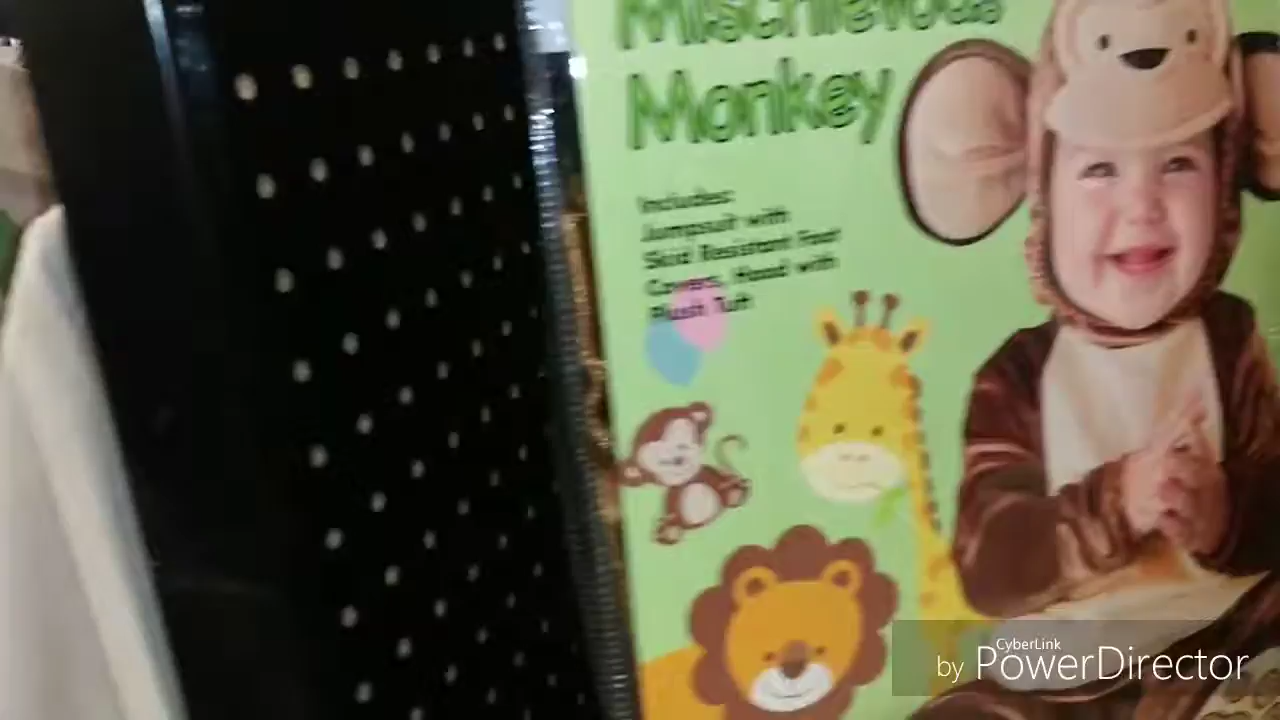 Mischievous
Monkey
Includes:
Jumpsuit with
Skid Resistant Foot
Covers, Hood with
Plush Tuft
CyberLink
by PowerDirector